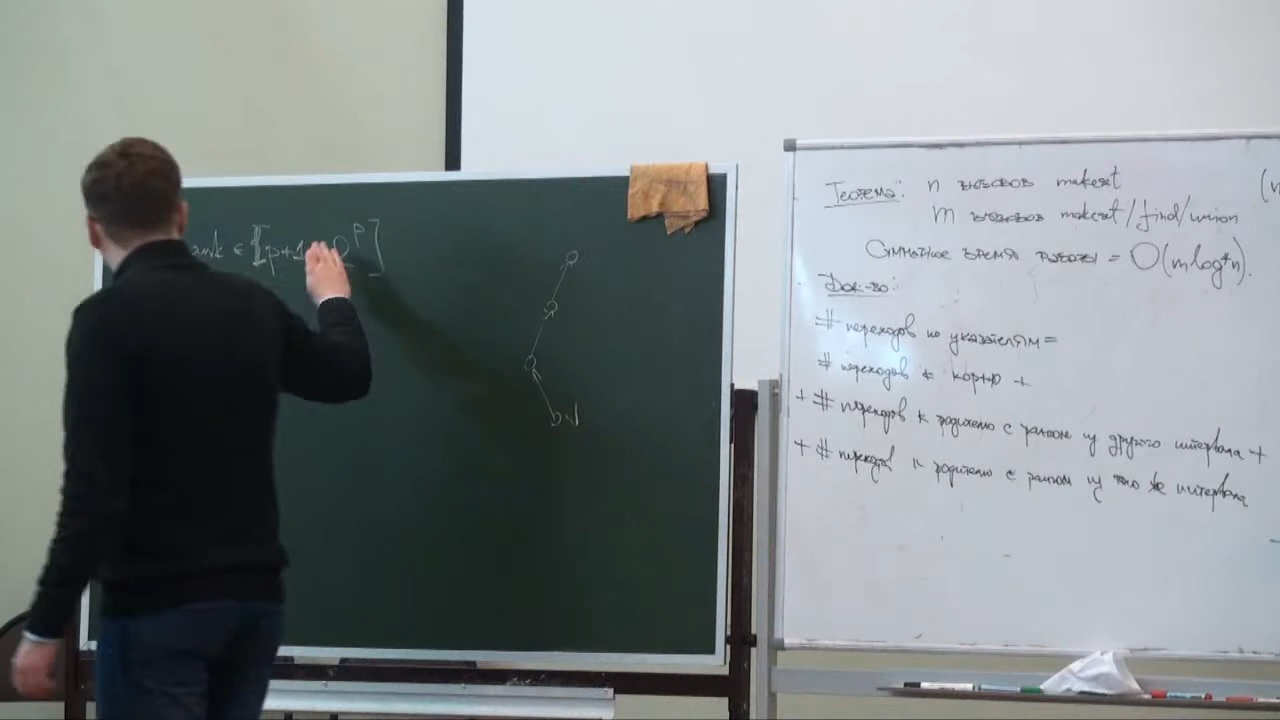 ank ∈ [p+1, 2^p]
v
Теорема: n вызовов makeset
m вызовов makeset/find/union
Суммарное время работы = O(m log* n).
Док-во:
# переходов по указателям =
# переходов к корню +
+ # переходов к родителю с рангом из другого интервала +
+ # переходов к родителю с рангом из того же интервала